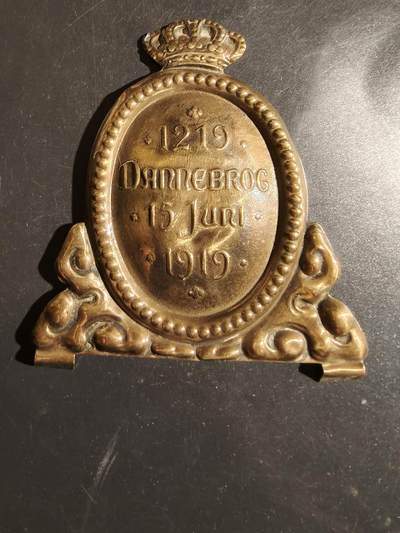 · 1219 ·
DANNEBROG
· 15 JUNI ·
· 1919 ·